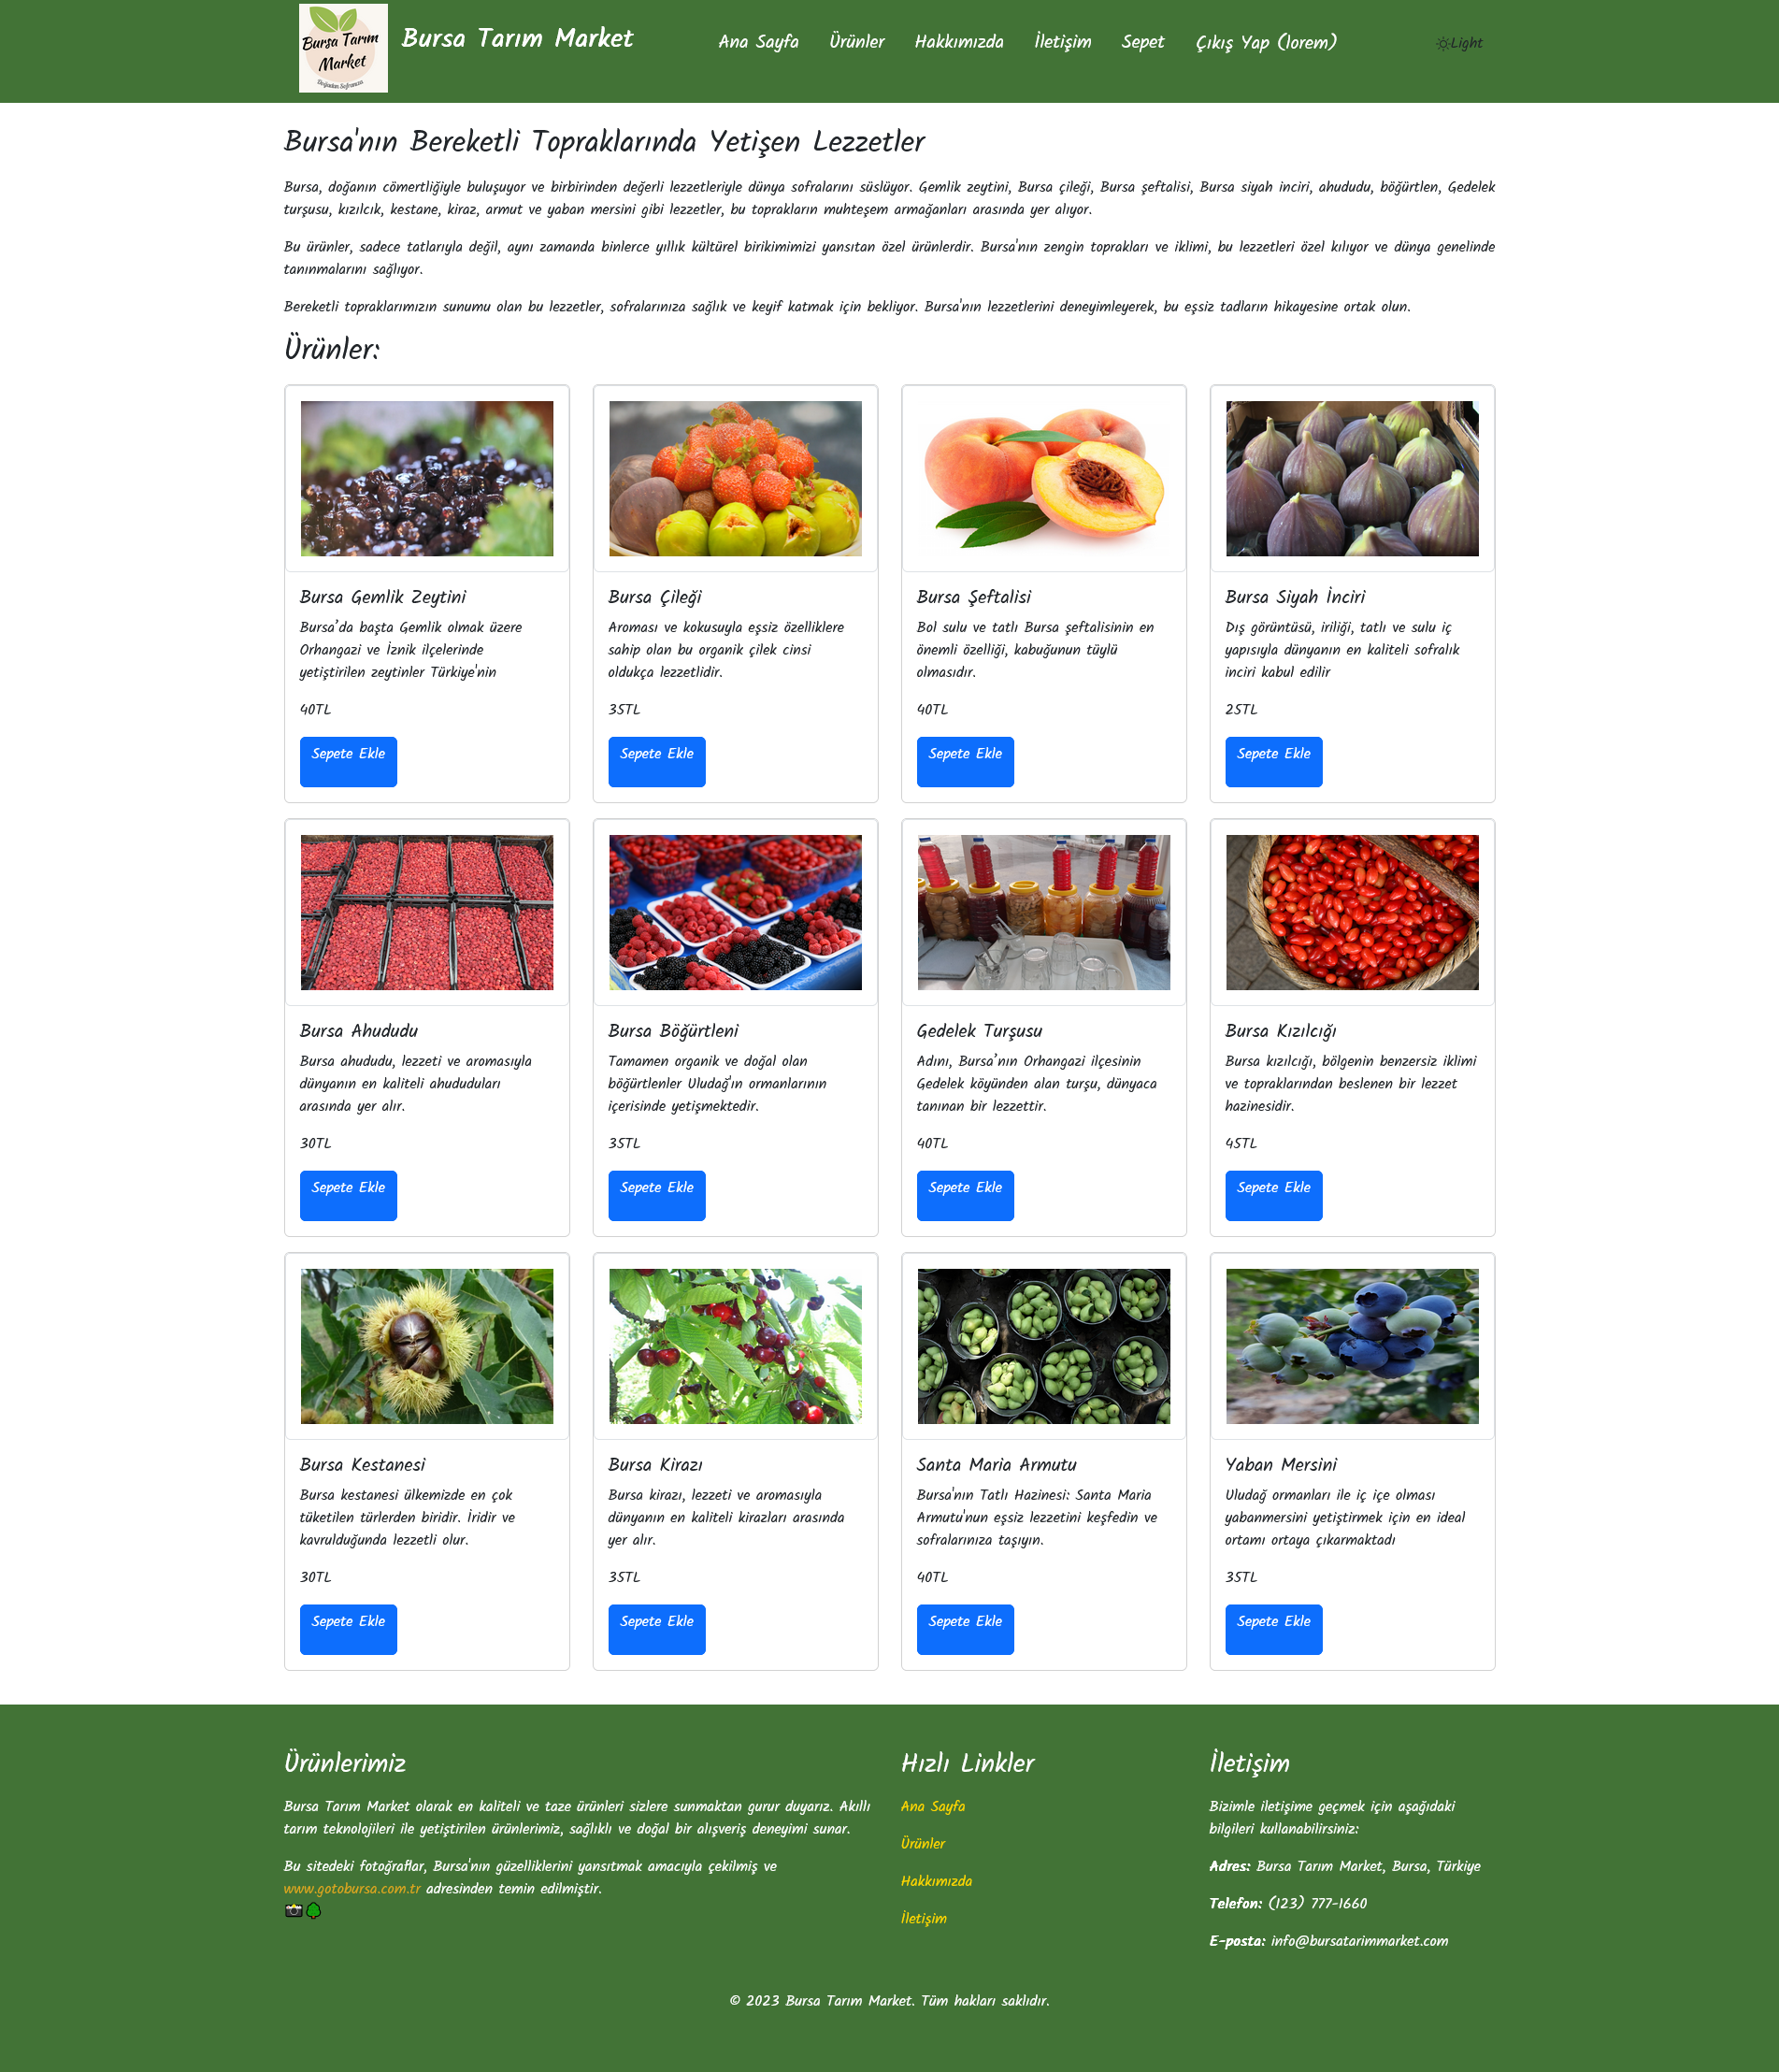 Bursa Tarım
Market
Doğadan Sofranıza
Bursa Tarım Market
Ana Sayfa
Ürünler
Hakkımızda
İletişim
Sepet
Çıkış Yap (lorem)
Light
Bursa'nın Bereketli Topraklarında Yetişen Lezzetler
Bursa, doğanın cömertliğiyle buluşuyor ve birbirinden değerli lezzetleriyle dünya sofralarını süslüyor. Gemlik zeytini, Bursa çileği, Bursa şeftalisi, Bursa siyah inciri, ahududu, böğürtlen, Gedelek
turşusu, kızılcık, kestane, kiraz, armut ve yaban mersini gibi lezzetler, bu toprakların muhteşem armağanları arasında yer alıyor.
Bu ürünler, sadece tatlarıyla değil, aynı zamanda binlerce yıllık kültürel birikimimizi yansıtan özel ürünlerdir. Bursa'nın zengin toprakları ve iklimi, bu lezzetleri özel kılıyor ve dünya genelinde
tanınmalarını sağlıyor.
Bereketli topraklarımızın sunumu olan bu lezzetler, sofralarınıza sağlık ve keyif katmak için bekliyor. Bursa'nın lezzetlerini deneyimleyerek, bu eşsiz tadların hikayesine ortak olun.
Ürünler:
Bursa Gemlik Zeytini
Bursa’da başta Gemlik olmak üzere
Orhangazi ve İznik ilçelerinde
yetiştirilen zeytinler Türkiye'nin
40TL
Sepete Ekle
Bursa Çileği
Aroması ve kokusuyla eşsiz özelliklere
sahip olan bu organik çilek cinsi
oldukça lezzetlidir.
35TL
Sepete Ekle
Bursa Şeftalisi
Bol sulu ve tatlı Bursa şeftalisinin en
önemli özelliği, kabuğunun tüylü
olmasıdır.
40TL
Sepete Ekle
Bursa Siyah İnciri
Dış görüntüsü, iriliği, tatlı ve sulu iç
yapısıyla dünyanın en kaliteli sofralık
inciri kabul edilir
25TL
Sepete Ekle
Bursa Ahududu
Bursa ahududu, lezzeti ve aromasıyla
dünyanın en kaliteli ahududuları
arasında yer alır.
30TL
Sepete Ekle
Bursa Böğürtleni
Tamamen organik ve doğal olan
böğürtlenler Uludağ'ın ormanlarının
içerisinde yetişmektedir.
35TL
Sepete Ekle
Gedelek Turşusu
Adını, Bursa’nın Orhangazi ilçesinin
Gedelek köyünden alan turşu, dünyaca
tanınan bir lezzettir.
40TL
Sepete Ekle
Bursa Kızılcığı
Bursa kızılcığı, bölgenin benzersiz iklimi
ve topraklarından beslenen bir lezzet
hazinesidir.
45TL
Sepete Ekle
Bursa Kestanesi
Bursa kestanesi ülkemizde en çok
tüketilen türlerden biridir. İridir ve
kavrulduğunda lezzetli olur.
30TL
Sepete Ekle
Bursa Kirazı
Bursa kirazı, lezzeti ve aromasıyla
dünyanın en kaliteli kirazları arasında
yer alır.
35TL
Sepete Ekle
Santa Maria Armutu
Bursa'nın Tatlı Hazinesi: Santa Maria
Armutu'nun eşsiz lezzetini keşfedin ve
sofralarınıza taşıyın.
40TL
Sepete Ekle
Yaban Mersini
Uludağ ormanları ile iç içe olması
yabanmersini yetiştirmek için en ideal
ortamı ortaya çıkarmaktadı
35TL
Sepete Ekle
Ürünlerimiz
Bursa Tarım Market olarak en kaliteli ve taze ürünleri sizlere sunmaktan gurur duyarız. Akıllı
tarım teknolojileri ile yetiştirilen ürünlerimiz, sağlıklı ve doğal bir alışveriş deneyimi sunar.
Bu sitedeki fotoğraflar, Bursa'nın güzelliklerini yansıtmak amacıyla çekilmiş ve
www.gotobursa.com.tr adresinden temin edilmiştir.
Hızlı Linkler
Ana Sayfa
Ürünler
Hakkımızda
İletişim
İletişim
Bizimle iletişime geçmek için aşağıdaki
bilgileri kullanabilirsiniz:
Adres: Bursa Tarım Market, Bursa, Türkiye
Telefon: (123) 777-1660
E-posta: info@bursatarimmarket.com
© 2023 Bursa Tarım Market. Tüm hakları saklıdır.